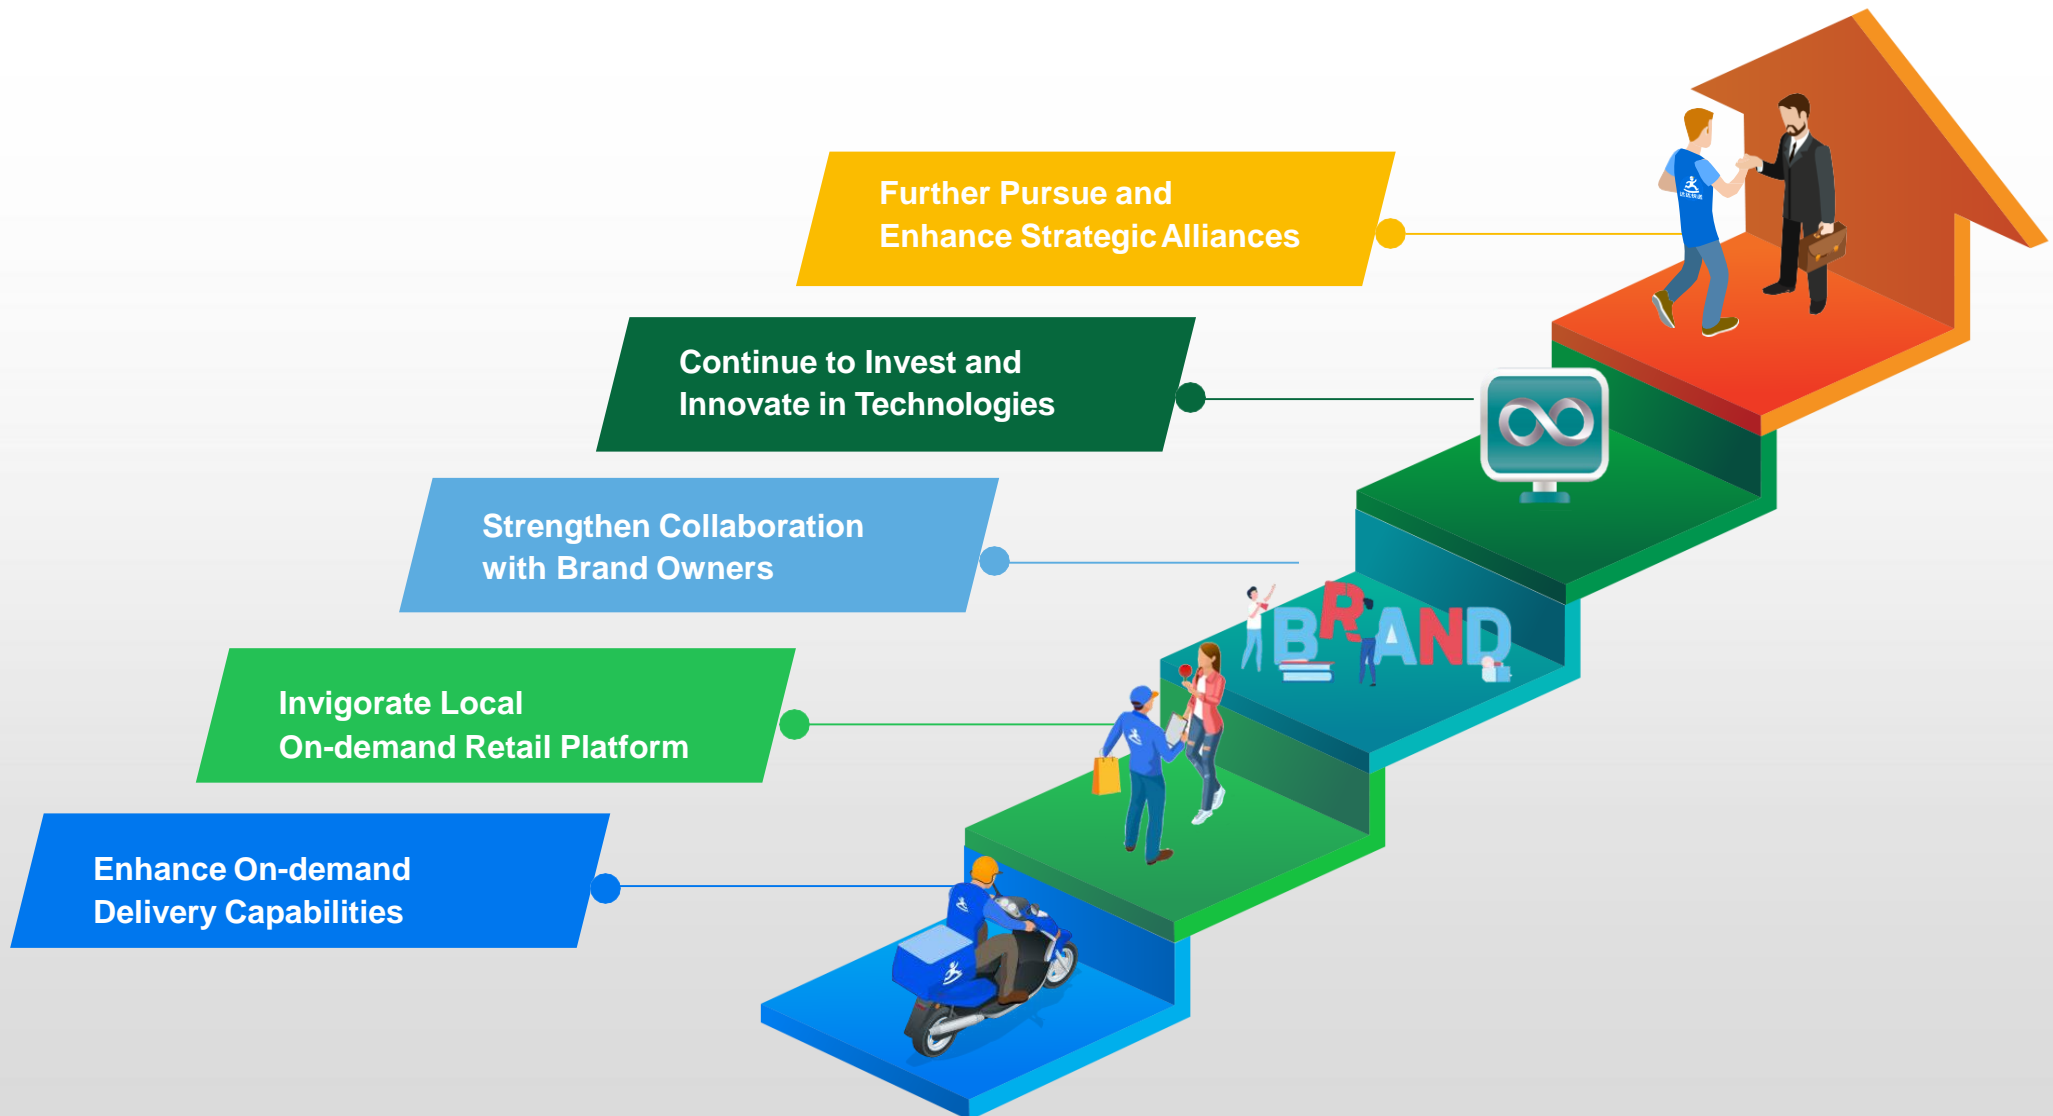 Further Pursue and
Enhance Strategic Alliances
Continue to Invest and
Innovate in Technologies
Strengthen Collaboration
with Brand Owners
BRAND
Invigorate Local
On-demand Retail Platform
Enhance On-demand
Delivery Capabilities